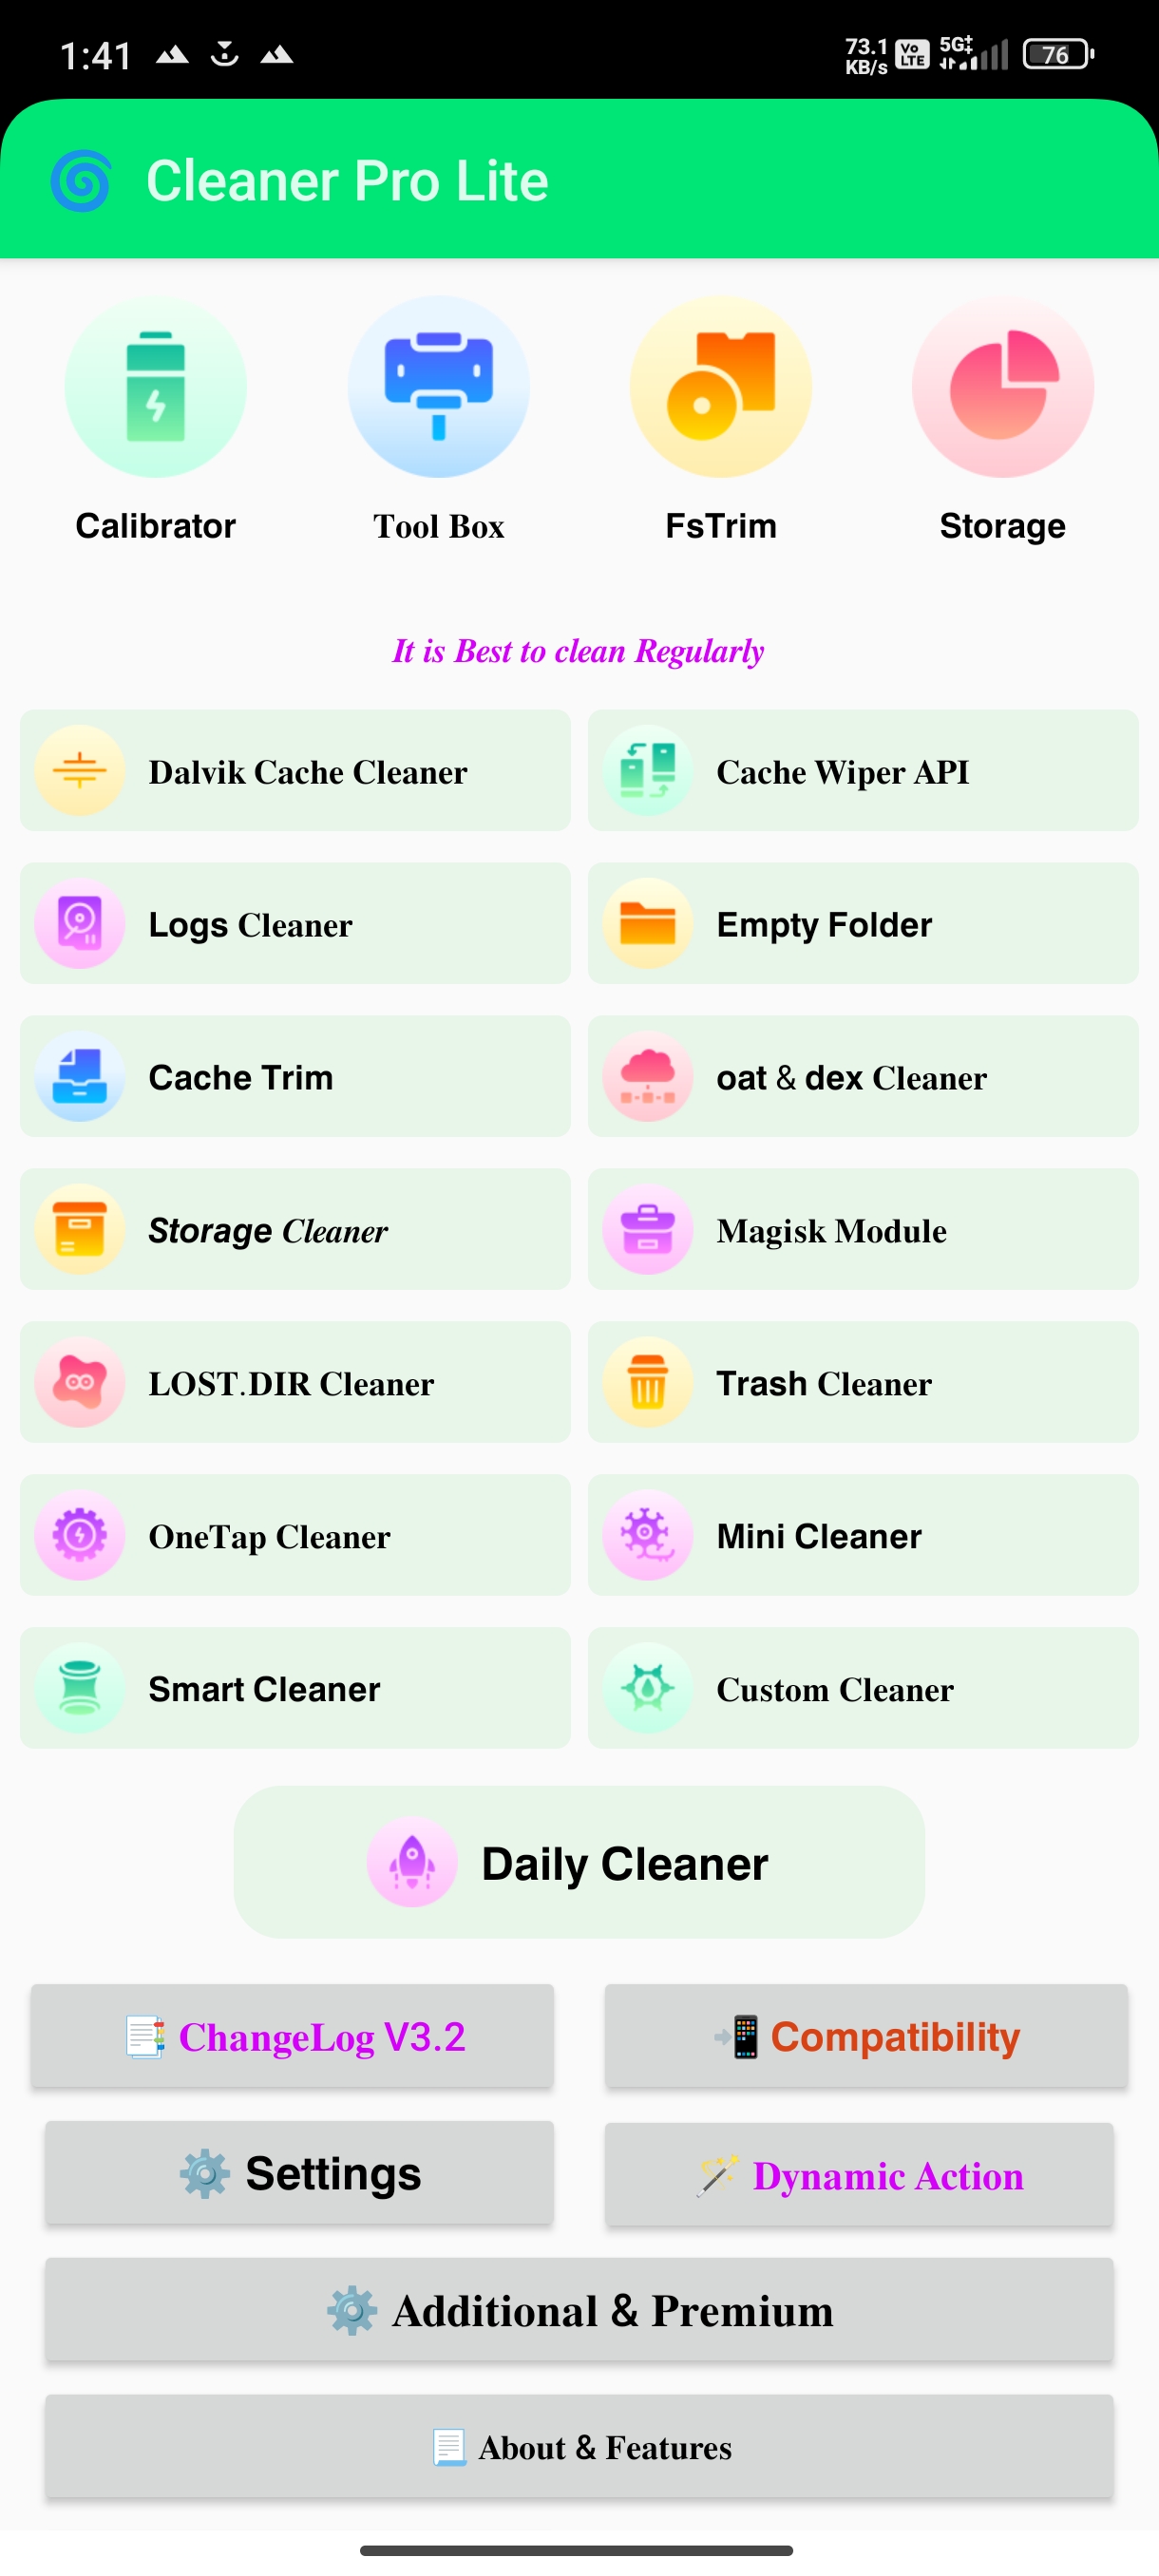 1:41
73.1
KB/s
Vo
LTE
5G‡
76
Cleaner Pro Lite
Calibrator
Tool Box
FsTrim
Storage
It is Best to clean Regularly
Dalvik Cache Cleaner
Cache Wiper API
Logs Cleaner
Empty Folder
Cache Trim
oat & dex Cleaner
Storage Cleaner
Magisk Module
LOST.DIR Cleaner
Trash Cleaner
OneTap Cleaner
Mini Cleaner
Smart Cleaner
Custom Cleaner
Daily Cleaner
ChangeLog V3.2
Compatibility
Settings
Dynamic Action
Additional & Premium
About & Features